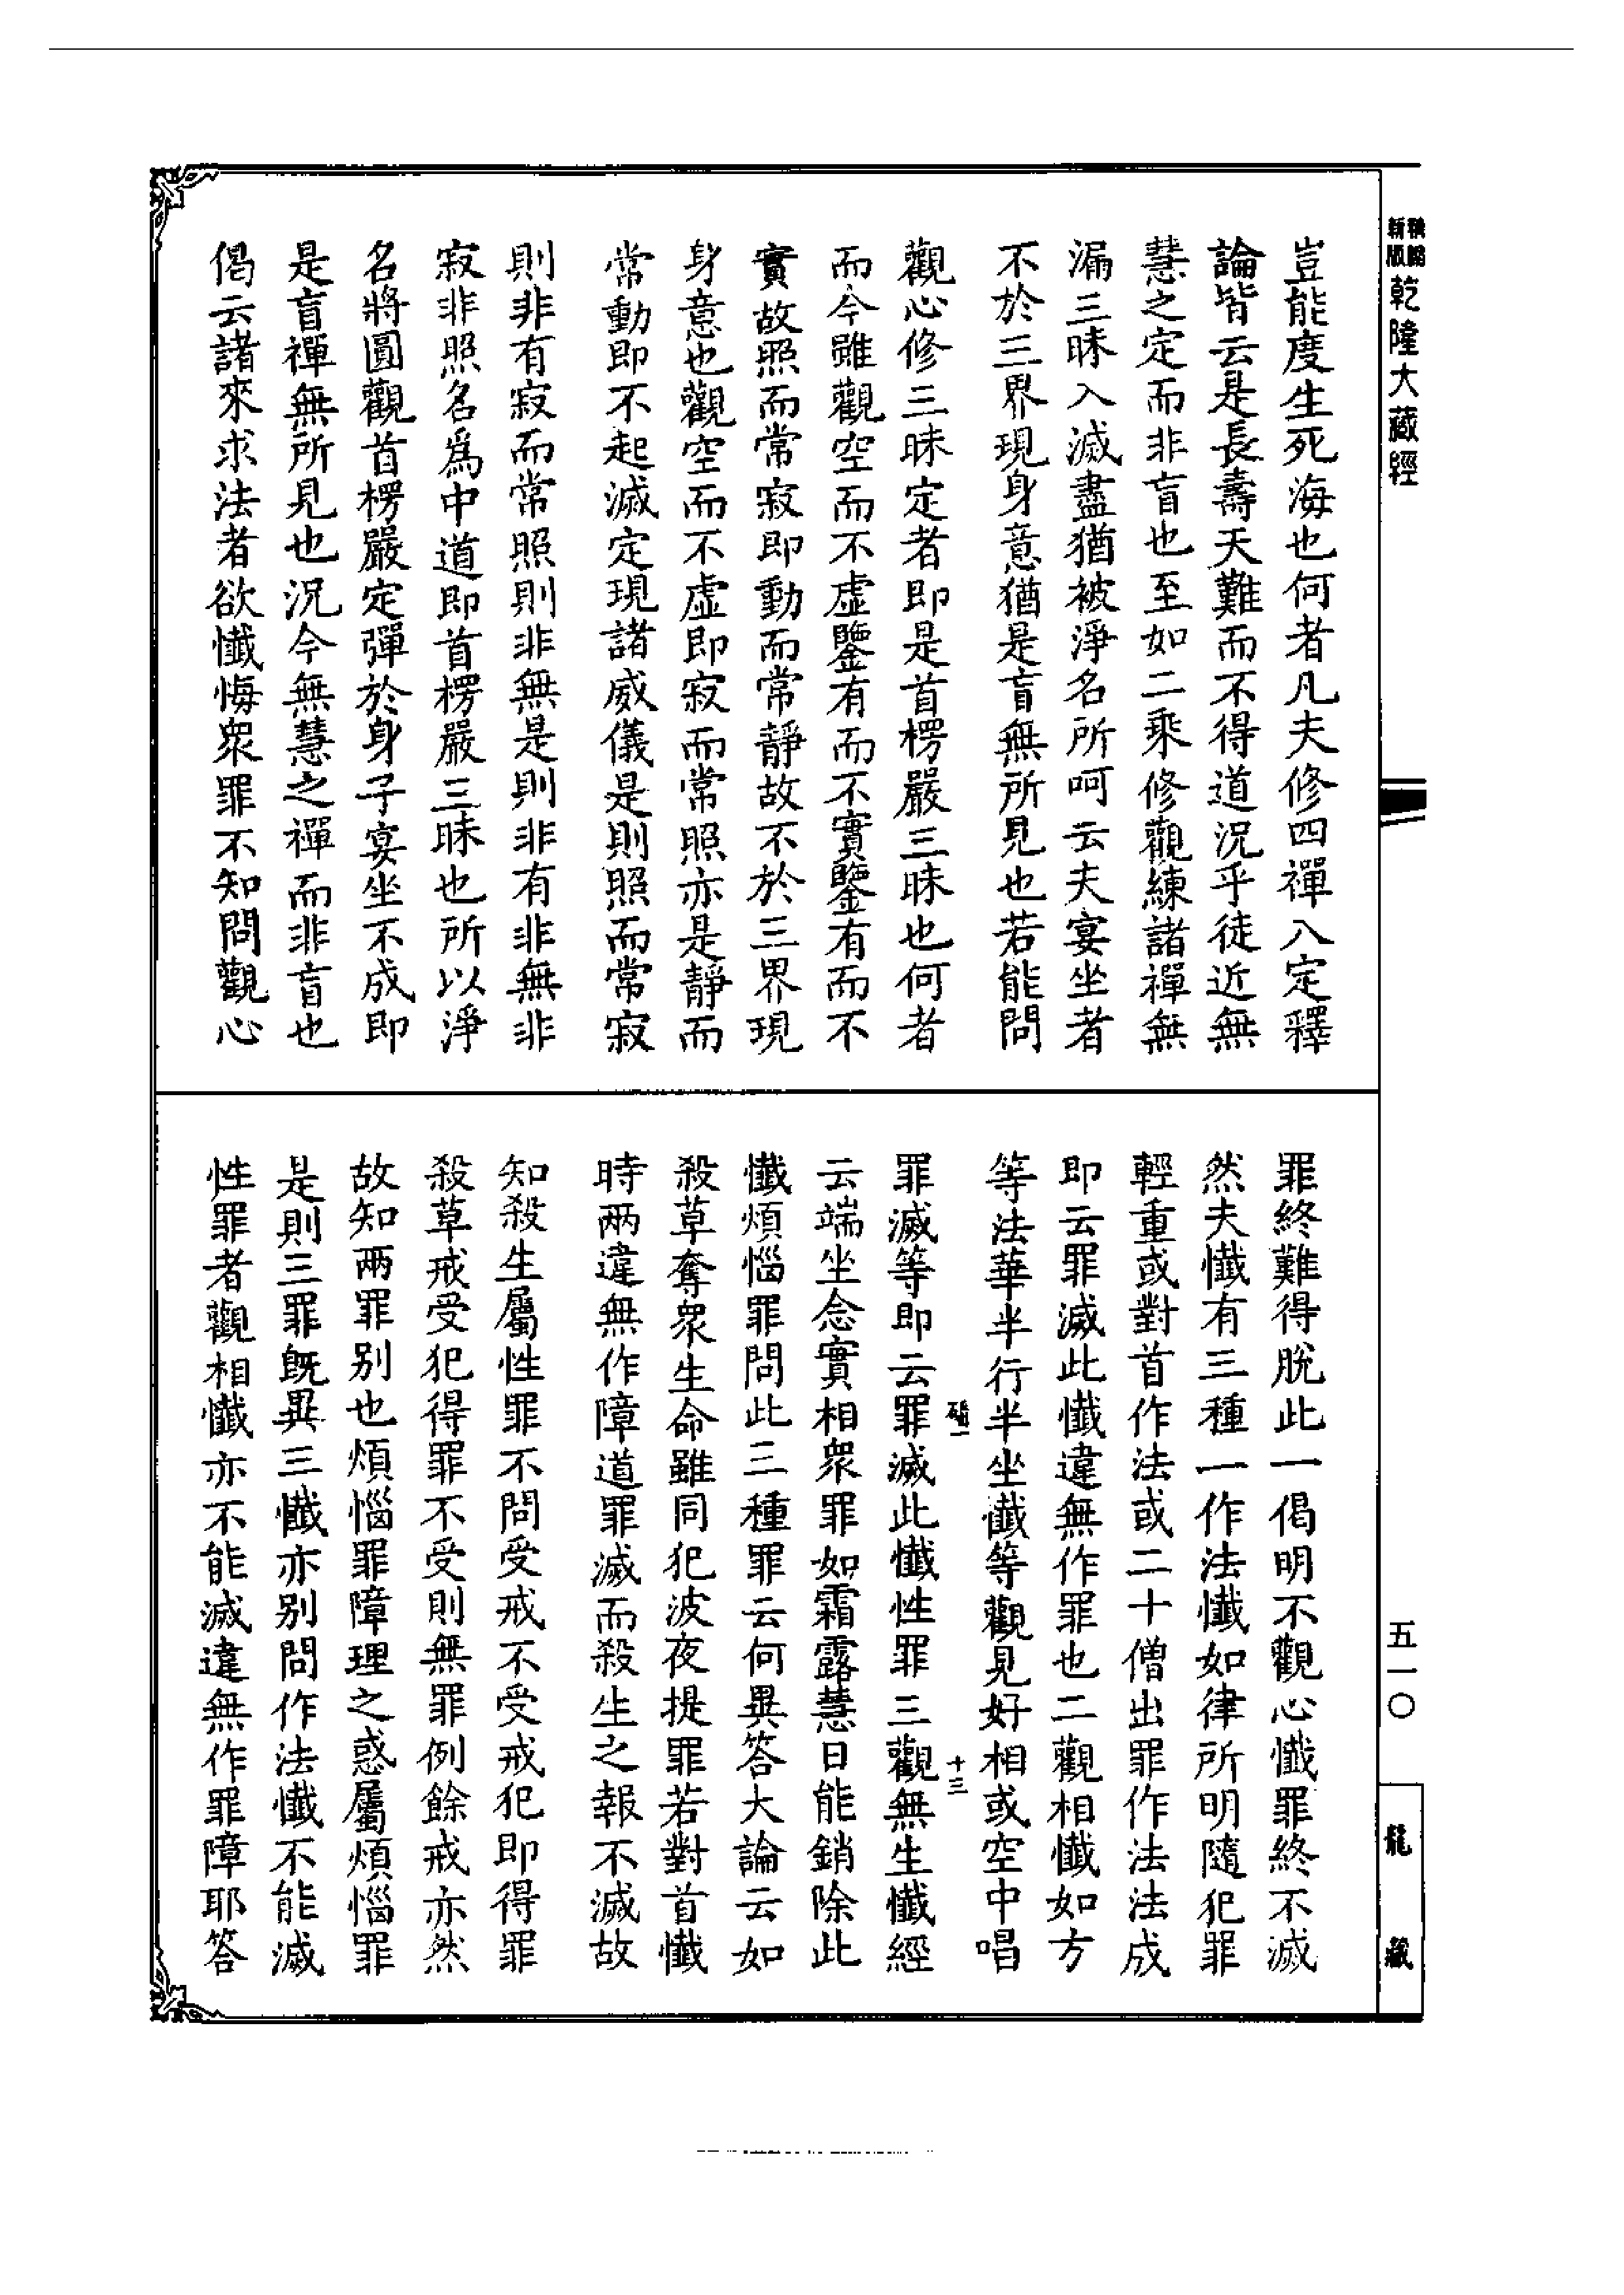 新版
乾隆大藏經
五一〇
龍藏
豈能度生死海也何者凡夫修四禪八定釋
論皆云是長壽天難而不得道況乎徒近無
慧之定而非盲也至如二乘修觀練諸禪無
漏三昧入滅盡猶被淨名所呵云夫宴坐者
不於三界現身意猶是盲無所見也若能問
觀心修三昧定者即是首楞嚴三昧也何者
而今雖觀空而不虛鑒有而不實鑒有而不
實故照而常寂即動而常靜故不於三界現
身意也觀空而不虛即寂而常照亦是靜而
常動即不起滅定現諸威儀是則照而常寂
則非有寂而常照則非無是則非有非無非
寂非照名爲中道即首楞嚴三昧也所以淨
名將圓觀首楞嚴定彈於身子宴坐不成即
是盲禪無所見也況今無慧之禪而非盲也
偈云諸來求法者欲懺悔衆罪不知問觀心
罪終難得脫此一偈明不觀心懺罪終不滅
然夫懺有三種一作法懺如律所明隨犯罪
輕重或對首作法或二十僧出罪作法法成
即云罪滅此懺違無作罪也二觀相懺如方
等法華半行半坐懺等觀見好相或空中唱
罪滅等即云罪滅此懺性罪三觀無生懺經
十三
云端坐念實相衆罪如霜露慧日能銷除此
懺煩惱罪問此三種罪云何異答大論云如
殺草奪衆生命雖同犯波夜提罪若對首懺
時兩違無作障道罪滅而殺生之報不滅故
知殺生屬性罪不問受戒不受戒犯即得罪
殺草戒受犯得罪不受則無罪例餘戒亦然
故知兩罪別也煩惱罪障理之惑屬煩惱罪
是則三罪旣異三懺亦別問作法懺不能滅
性罪者觀相懺亦不能滅違無作罪障耶答